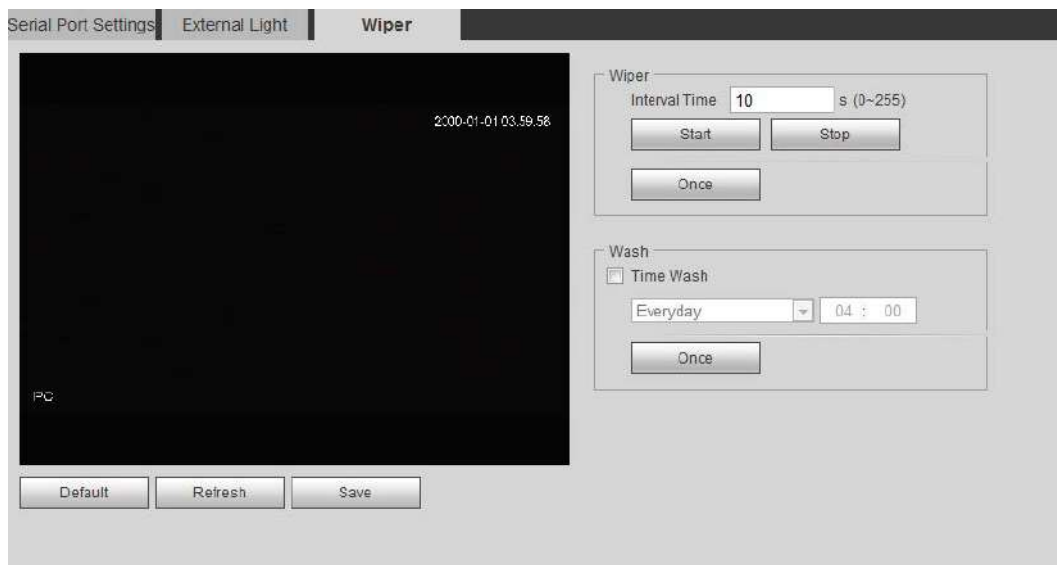 Serial Port Settings External Light Wiper
2000-01-01 03:59:58
IPC
Default Refresh Save
Wiper
Interval Time 10 s (0~255)
Start Stop
Once
Wash
Time Wash
Everyday 04 : 00
Once